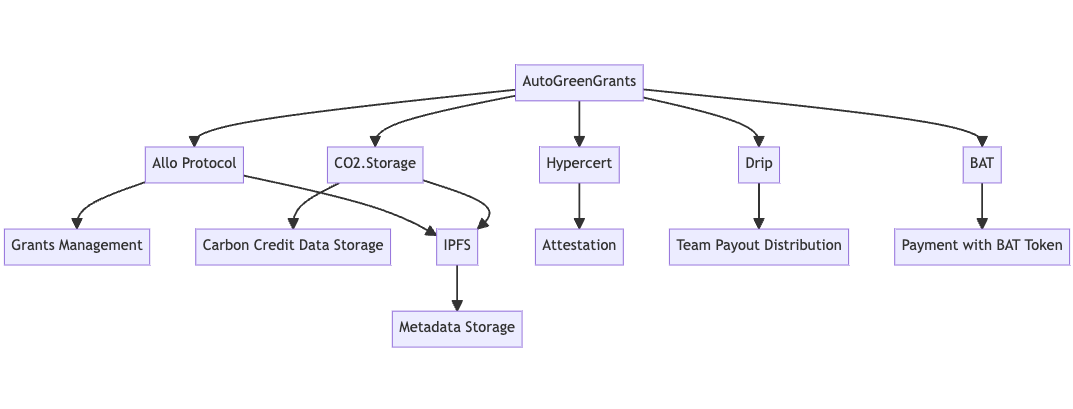 AutoGreenGrants
Allo Protocol
CO2.Storage
Hypercert
Drip
BAT
Grants Management
Carbon Credit Data Storage
IPFS
Attestation
Team Payout Distribution
Payment with BAT Token
Metadata Storage